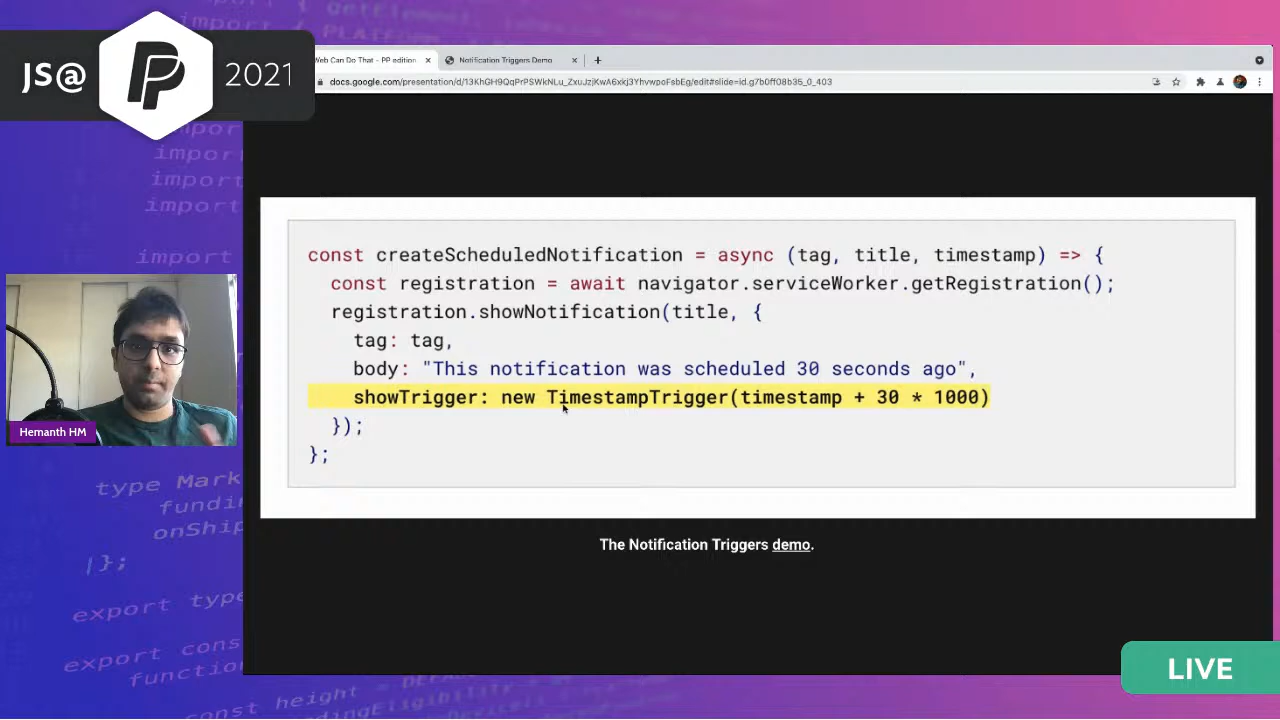 JS@ P 2021
Web Can Do That - PP edition
Notification Triggers Demo
docs.google.com/presentation/d/13KhGH9QqPrPSWkNLu_ZxuJzjKwA6xkj3YhvwpoFsbEg/edit#slide=id.g7b0ff08b35_0_403
import
import
import
import
import
const createScheduledNotification = async (tag, title, timestamp) => {
const registration = await navigator.serviceWorker.getRegistration();
registration.showNotification(title, {
tag: tag,
body: "This notification was scheduled 30 seconds ago",
showTrigger: new TimestampTrigger(timestamp + 30 * 1000)
});
};
Hemanth HM
The Notification Triggers demo.
type Mark
fundi
onShip
|};
export type
export cons
function
const height =
LIVE